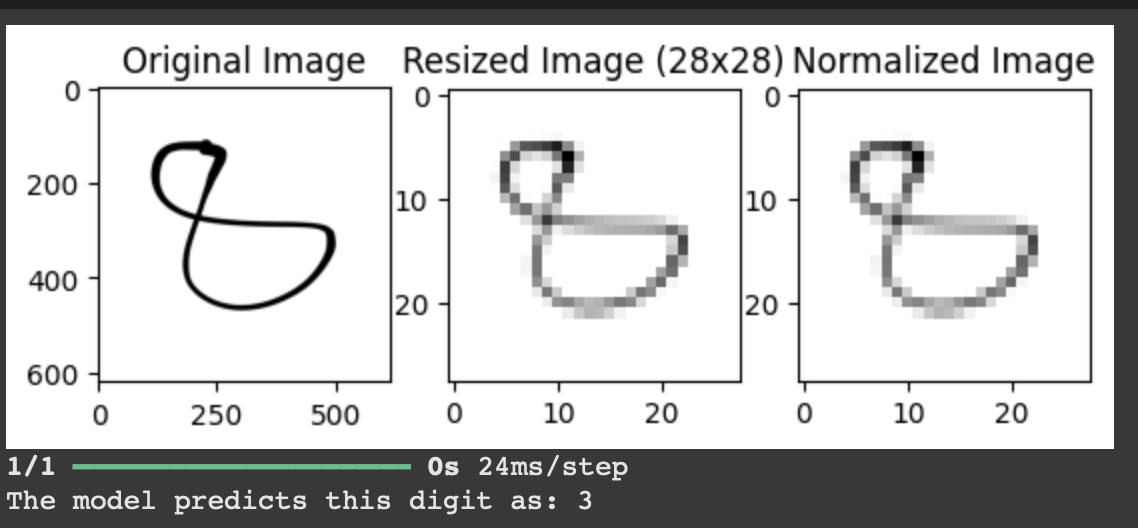 Original Image Resized Image (28x28) Normalized Image
0 0 0
200
10 10
400
20 20
600
0 250 500 0 10 20 0 10 20
8
1/1 0s 24ms/step
The model predicts this digit as: 3